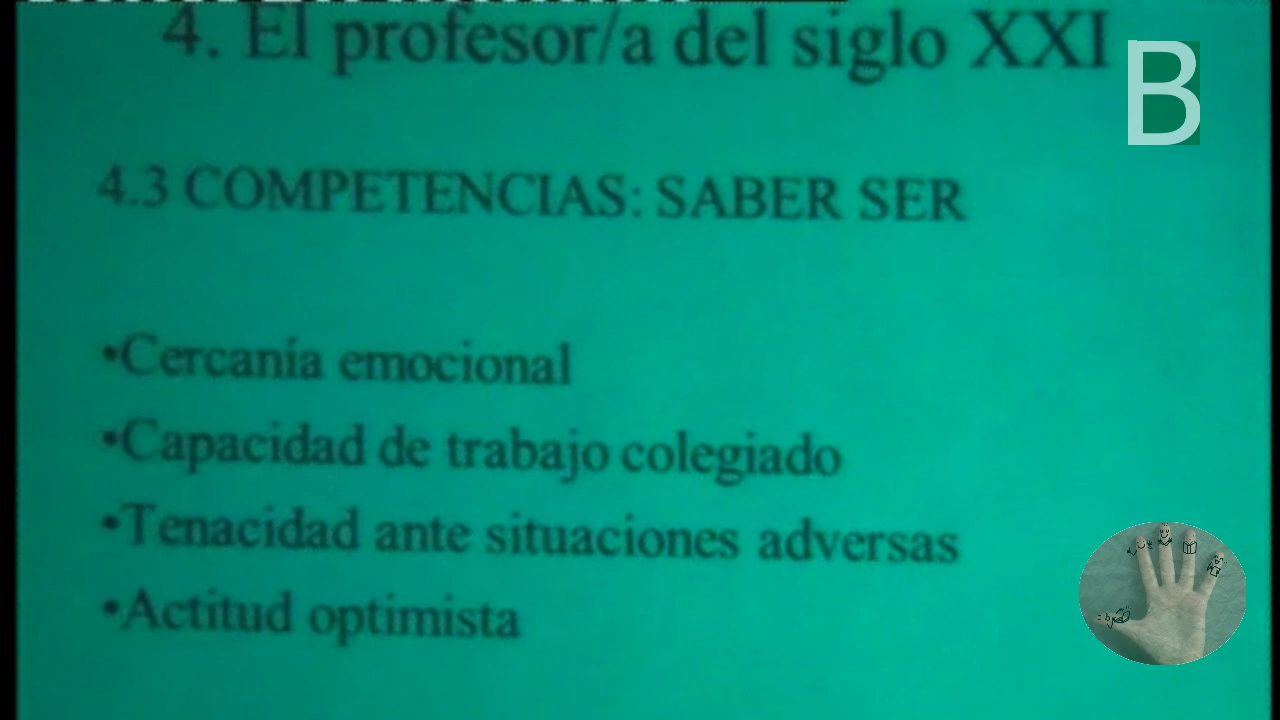 4. El profesor/a del siglo XXI
B
4.3 COMPETENCIAS: SABER SER
•Cercanía emocional
•Capacidad de trabajo colegiado
•Tenacidad ante situaciones adversas
•Actitud optimista